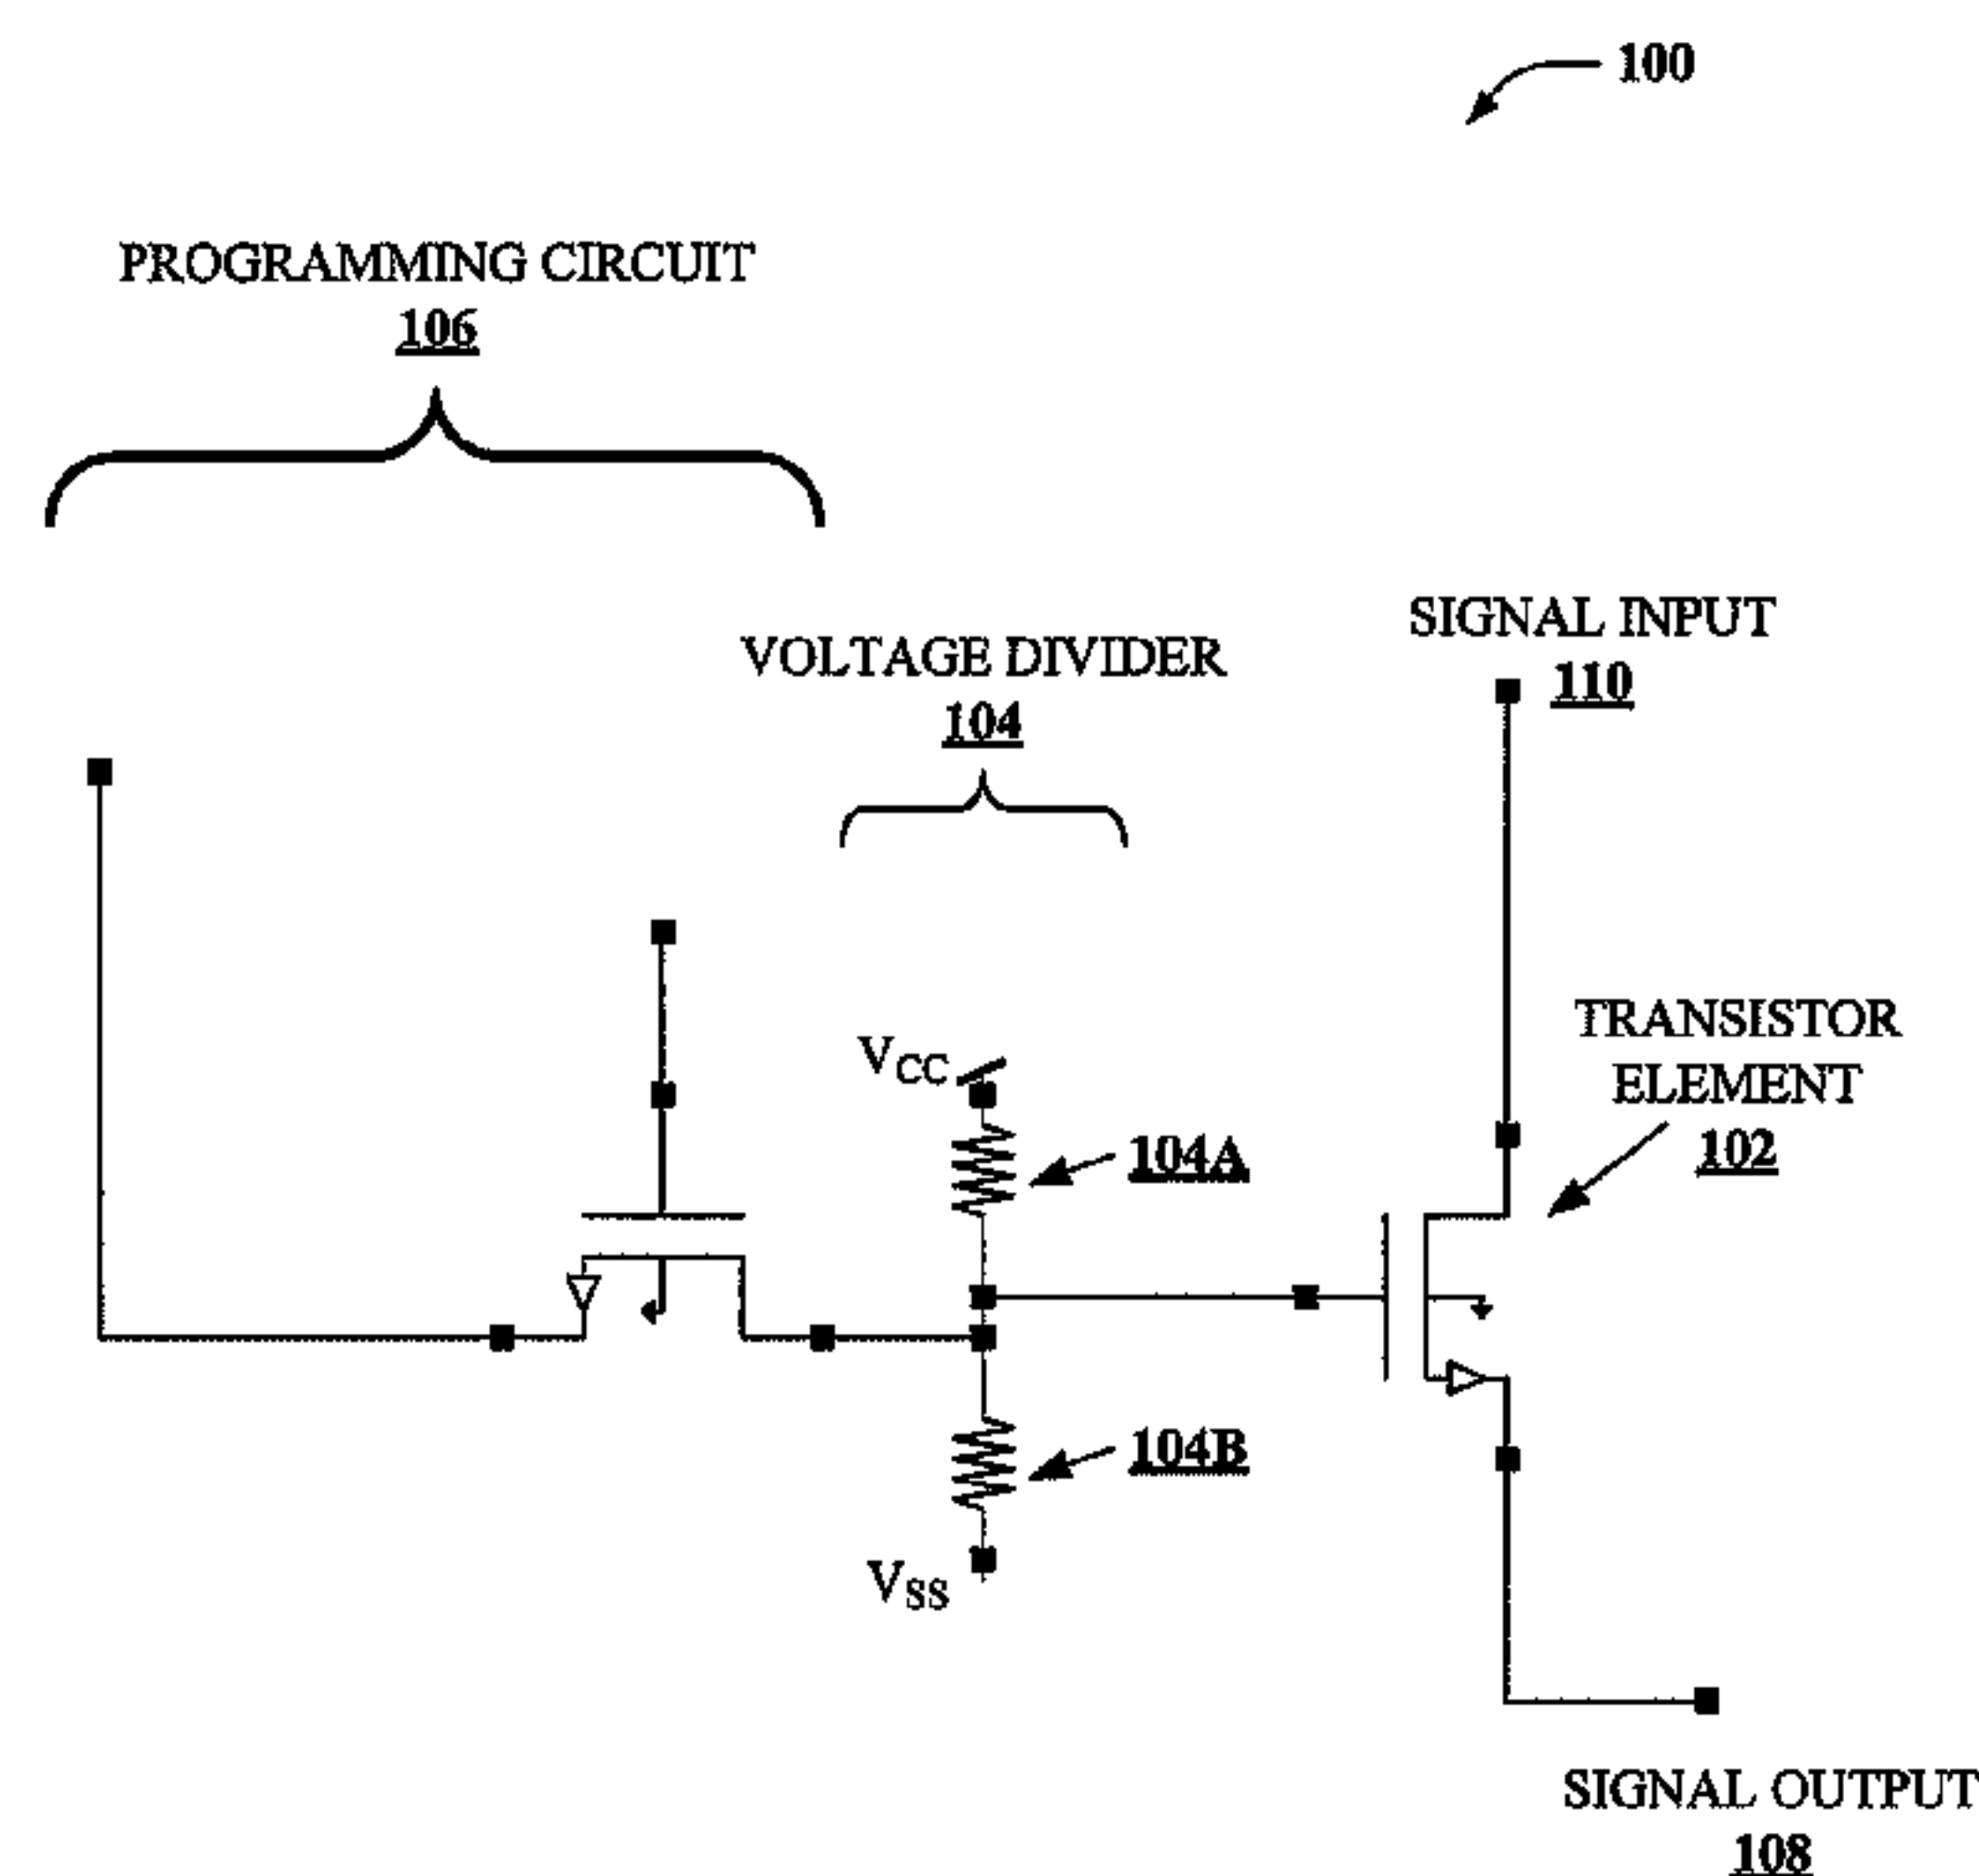 100
PROGRAMMING CIRCUIT
106
SIGNAL INPUT
110
VOLTAGE DIVIDER
104
TRANSISTOR
ELEMENT
102
VCC
104A
104B
VSS
SIGNAL OUTPUT
108